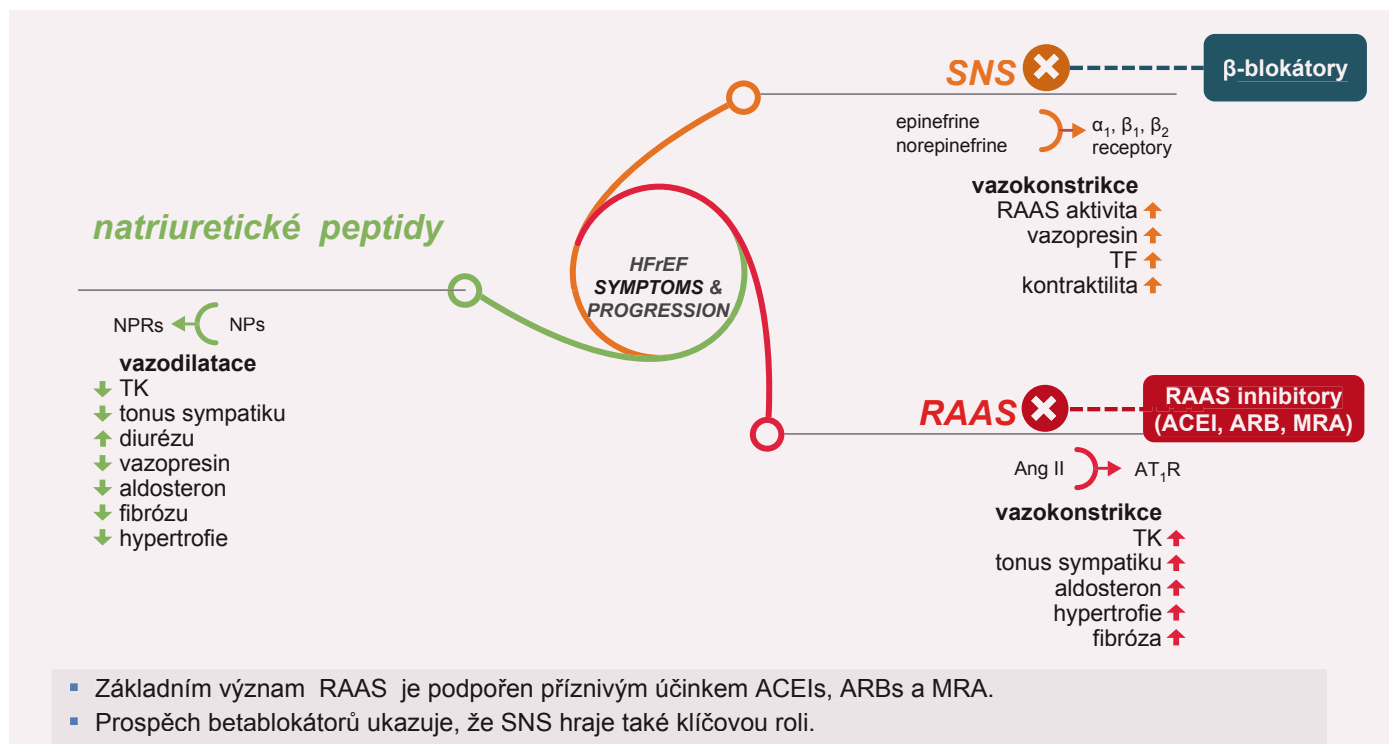 SNS
β-blokátory
epinefrine
norepinefrine
α1, β1, β2
receptory
vazokonstrikce
RAAS aktivita
vazopresin
TF
kontraktilita
natriuretické peptidy
HFrEF
SYMPTOMS &
PROGRESSION
NPRs
NPs
vazodilatace
TK
tonus sympatiku
diurézu
vazopresin
aldosteron
fibrózu
hypertrofie
RAAS
RAAS inhibitory
(ACEI, ARB, MRA)
Ang II
AT1R
vazokonstrikce
TK
tonus sympatiku
aldosteron
hypertrofie
fibróza
Základním význam RAAS je podpořen příznivým účinkem ACEIs, ARBs a MRA.
Prospěch betablokátorů ukazuje, že SNS hraje také klíčovou roli.